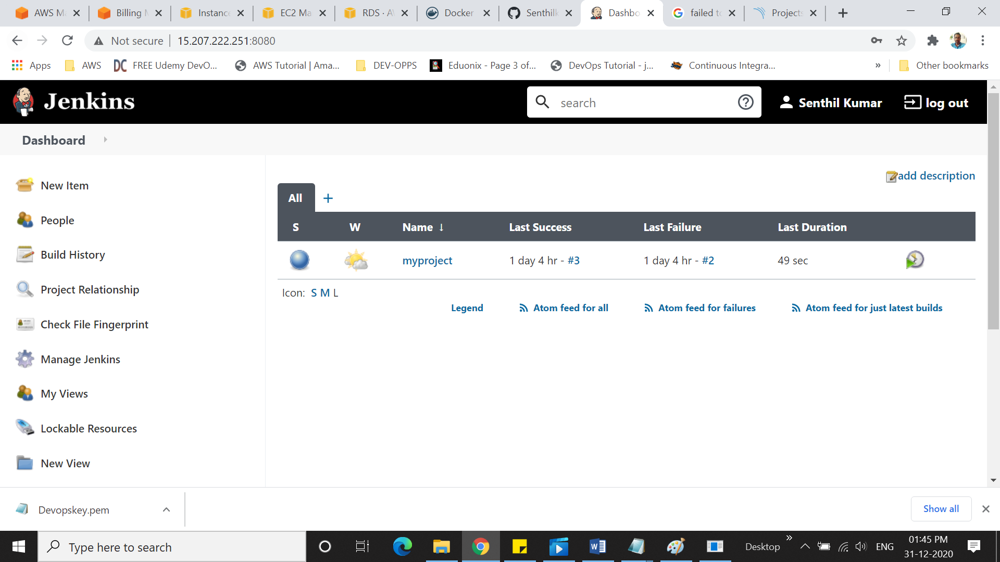 AWS Ma
Billing M
Instance
EC2 Ma
RDS · AW
Docker
Senthilk
Dashbo
failed to
Projects
Not secure
15.207.222.251:8080
Apps
AWS
FREE Udemy DevO...
AWS Tutorial | Ama...
DEV-OPPS
Eduonix - Page 3 of...
DevOps Tutorial - j...
Continuous Integra...
»
Other bookmarks
Jenkins
search
Senthil Kumar
log out
Dashboard
New Item
People
Build History
Project Relationship
Check File Fingerprint
Manage Jenkins
My Views
Lockable Resources
New View
add description
All +
S W Name ↓ Last Success Last Failure Last Duration
myproject 1 day 4 hr - #3 1 day 4 hr - #2 49 sec
Icon: S M L
Legend Atom feed for all Atom feed for failures Atom feed for just latest builds
Devopskey.pem
Show all
Type here to search
Desktop
»
ENG
01:45 PM
31-12-2020